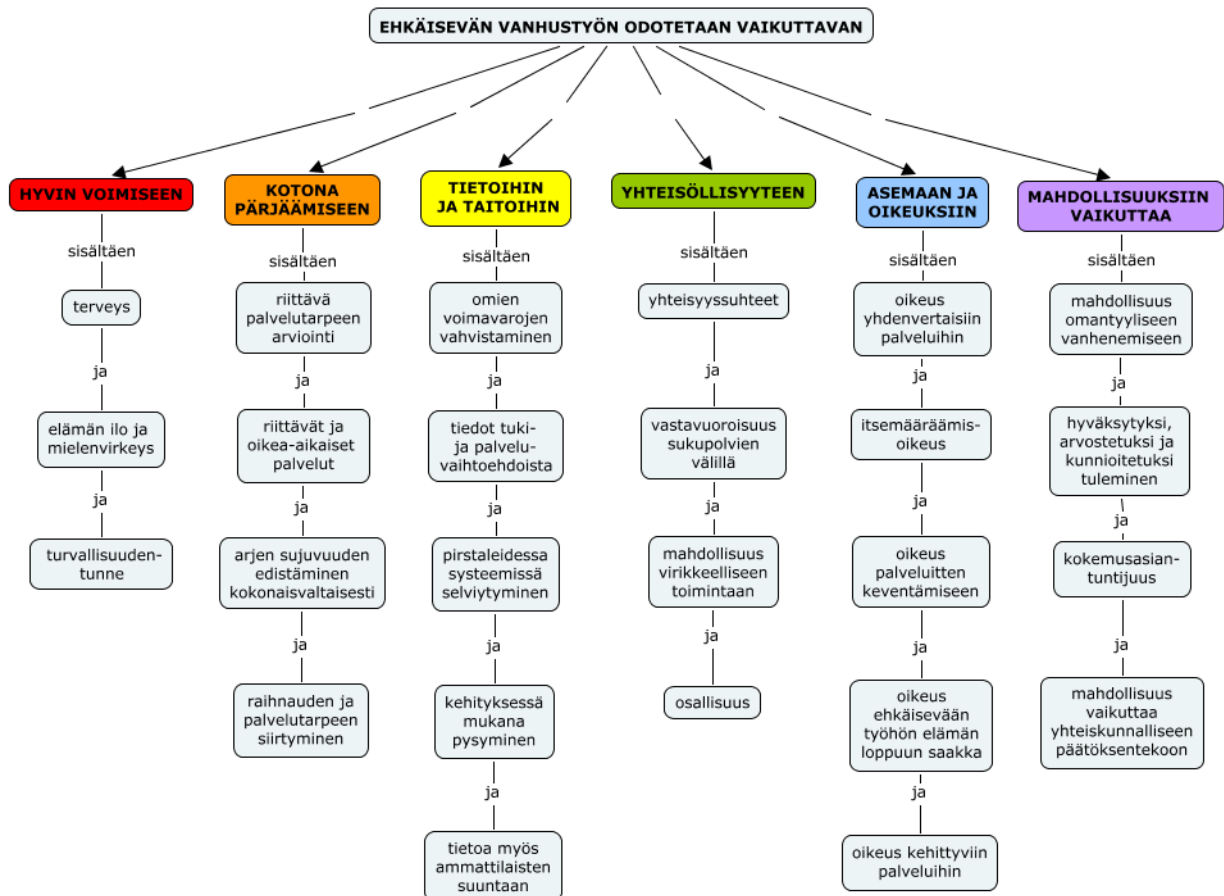 EHKÄISEVÄN VANHUSTYÖN ODOTETAAN VAIKUTTAVAN
HYVIN VOIMISEEN
sisältäen
terveys
ja
elämän ilo ja
mielenvirkeys
ja
turvallisuuden-
tunne
KOTONA
PÄRJÄÄMISEEN
sisältäen
riittävä
palvelutarpeen
arviointi
ja
riittävät ja
oikea-aikaiset
palvelut
ja
arjen sujuvuuden
edistäminen
kokonaisvaltaisesti
ja
raihnauden ja
palvelutarpeen
siirtyminen
TIETOIHIN
JA TAITOIHIN
sisältäen
omien
voimavarojen
vahvistaminen
ja
tiedot tuki-
ja palvelu-
vaihtoehdoista
ja
pirstaleidessa
systeemissä
selviytyminen
ja
kehityksessä
mukana
pysyminen
ja
tietoa myös
ammattilaisten
suuntaan
YHTEISÖLLISYYTEEN
sisältäen
yhteisyyssuhteet
ja
vastavuoroisuus
sukupolvien
välillä
ja
mahdollisuus
virikkeelliseen
toimintaan
ja
osallisuus
ASEMAAN JA
OIKEUKSIIN
sisältäen
oikeus
yhdenvertaisiin
palveluihin
ja
itsemääräämis-
oikeus
ja
oikeus
palveluitten
keventämiseen
ja
oikeus
ehkäisevään
työhön elämän
loppuun saakka
ja
oikeus kehittyviin
palveluihin
MAHDOLLISUUKSIIN
VAIKUTTAA
sisältäen
mahdollisuus
omantyyliseen
vanhenemiseen
ja
hyväksytyksi,
arvostetuksi ja
kunnioitetuksi
tuleminen
ja
kokemusasian-
tuntijuus
ja
mahdollisuus
vaikuttaa
yhteiskunnalliseen
päätöksentekoon